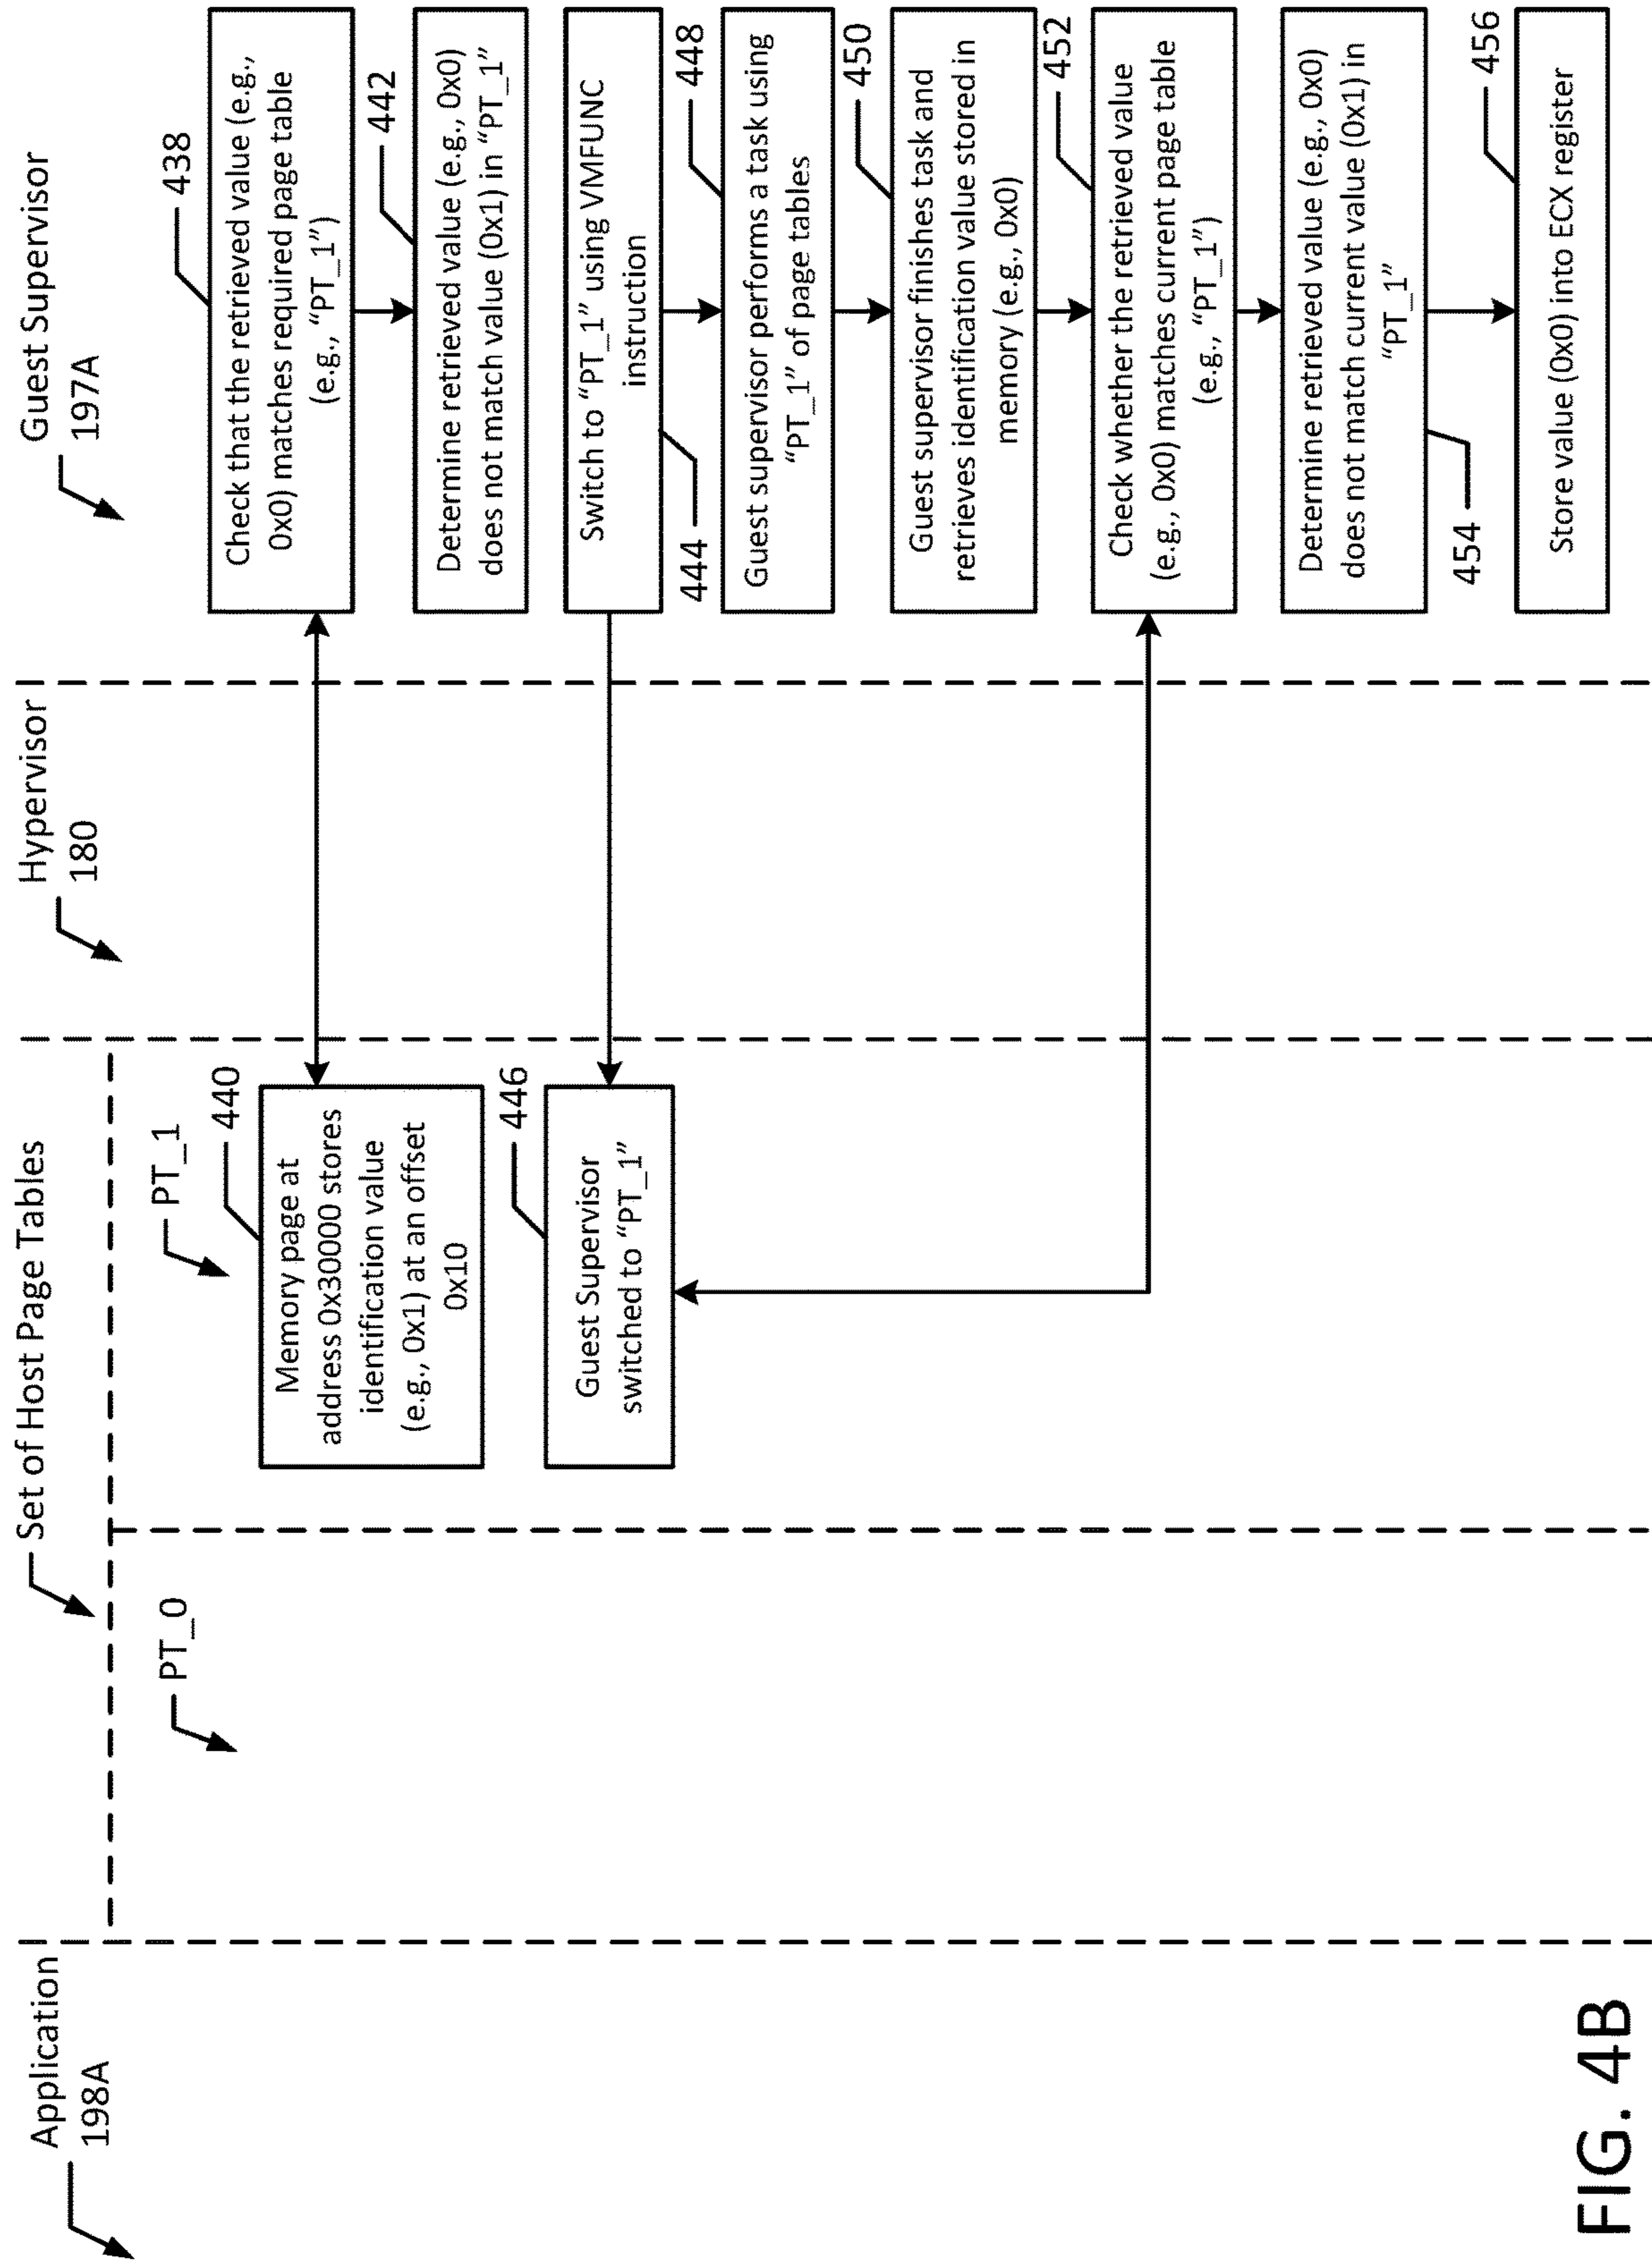 Application
198A
Set of Host Page Tables
PT_0
PT_1
Hypervisor
180
Guest Supervisor
197A
438
Check that the retrieved value (e.g.,
0x0) matches required page table
(e.g., “PT_1”)
440
Memory page at
address 0x30000 stores
identification value
(e.g., 0x1) at an offset
0x10
442
Determine retrieved value (e.g., 0x0)
does not match value (0x1) in “PT_1”
444
Switch to “PT_1” using VMFUNC
instruction
446
Guest Supervisor
switched to “PT_1”
448
Guest supervisor performs a task using
“PT_1” of page tables
450
Guest supervisor finishes task and
retrieves identification value stored in
memory (e.g., 0x0)
452
Check whether the retrieved value
(e.g., 0x0) matches current page table
(e.g., “PT_1”)
454
Determine retrieved value (e.g., 0x0)
does not match current value (0x1) in
“PT_1”
456
Store value (0x0) into ECX register
FIG. 4B